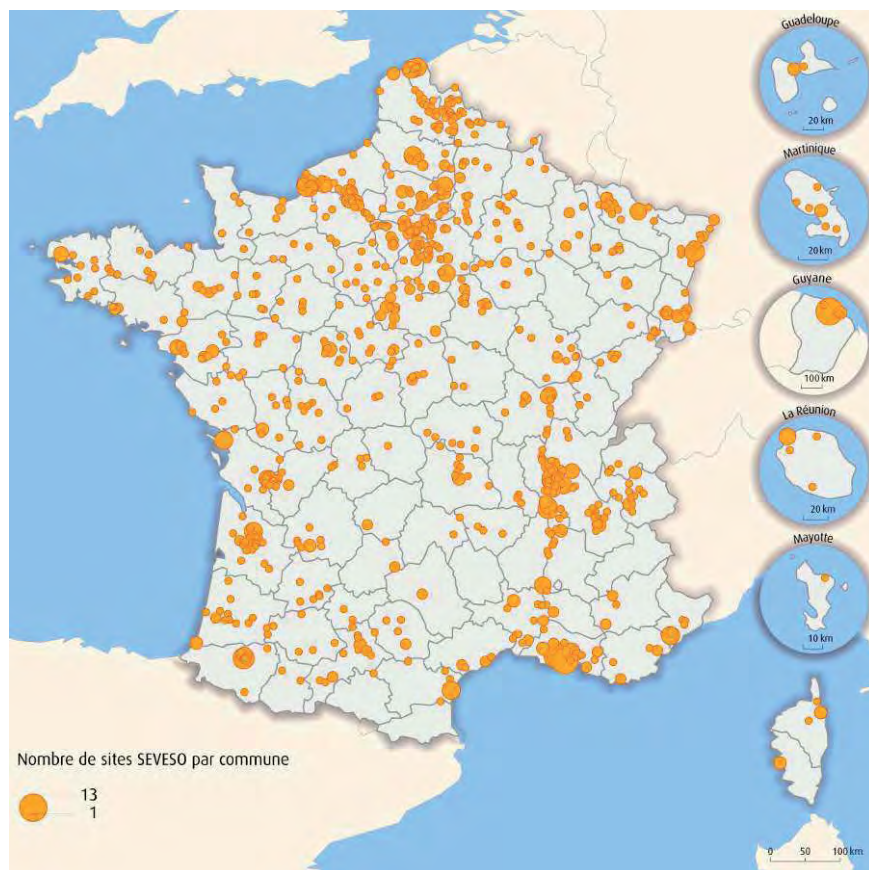 Guadeloupe
20 km
Martinique
20 km
Guyane
100 km
La Réunion
20 km
Mayotte
10 km
Nombre de sites SEVESO par commune
13
1
0 50 100 km